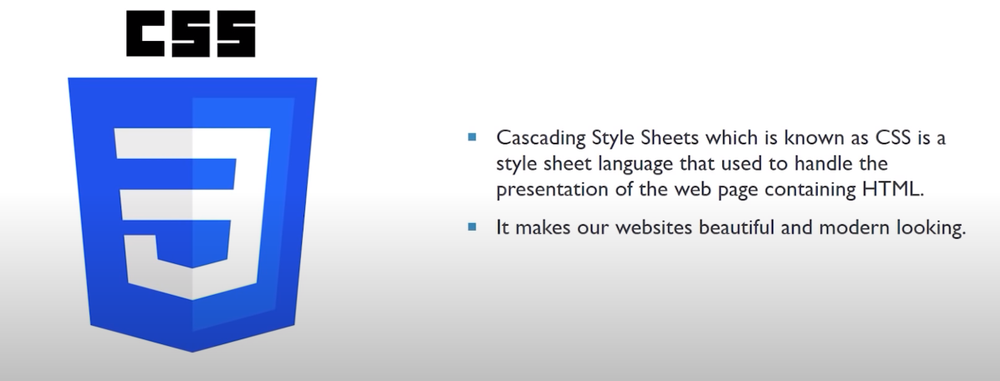 CSS
3
Cascading Style Sheets which is known as CSS is a
style sheet language that used to handle the
presentation of the web page containing HTML.
It makes our websites beautiful and modern looking.